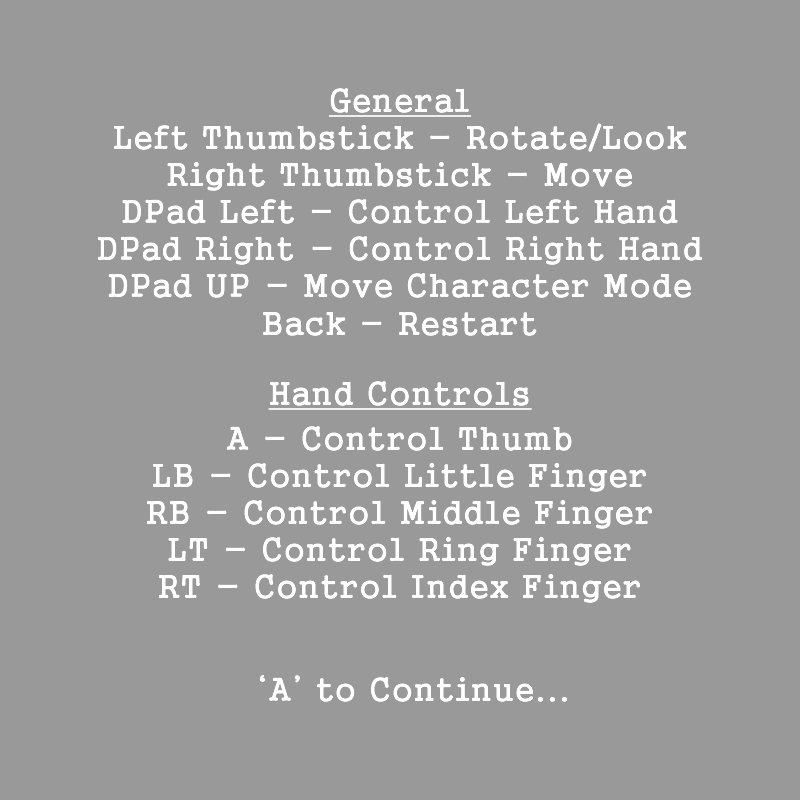 General
Left Thumbstick – Rotate/Look
Right Thumbstick – Move
DPad Left – Control Left Hand
DPad Right – Control Right Hand
DPad UP – Move Character Mode
Back – Restart
Hand Controls
A – Control Thumb
LB – Control Little Finger
RB – Control Middle Finger
LT – Control Ring Finger
RT – Control Index Finger
‘A’ to Continue...